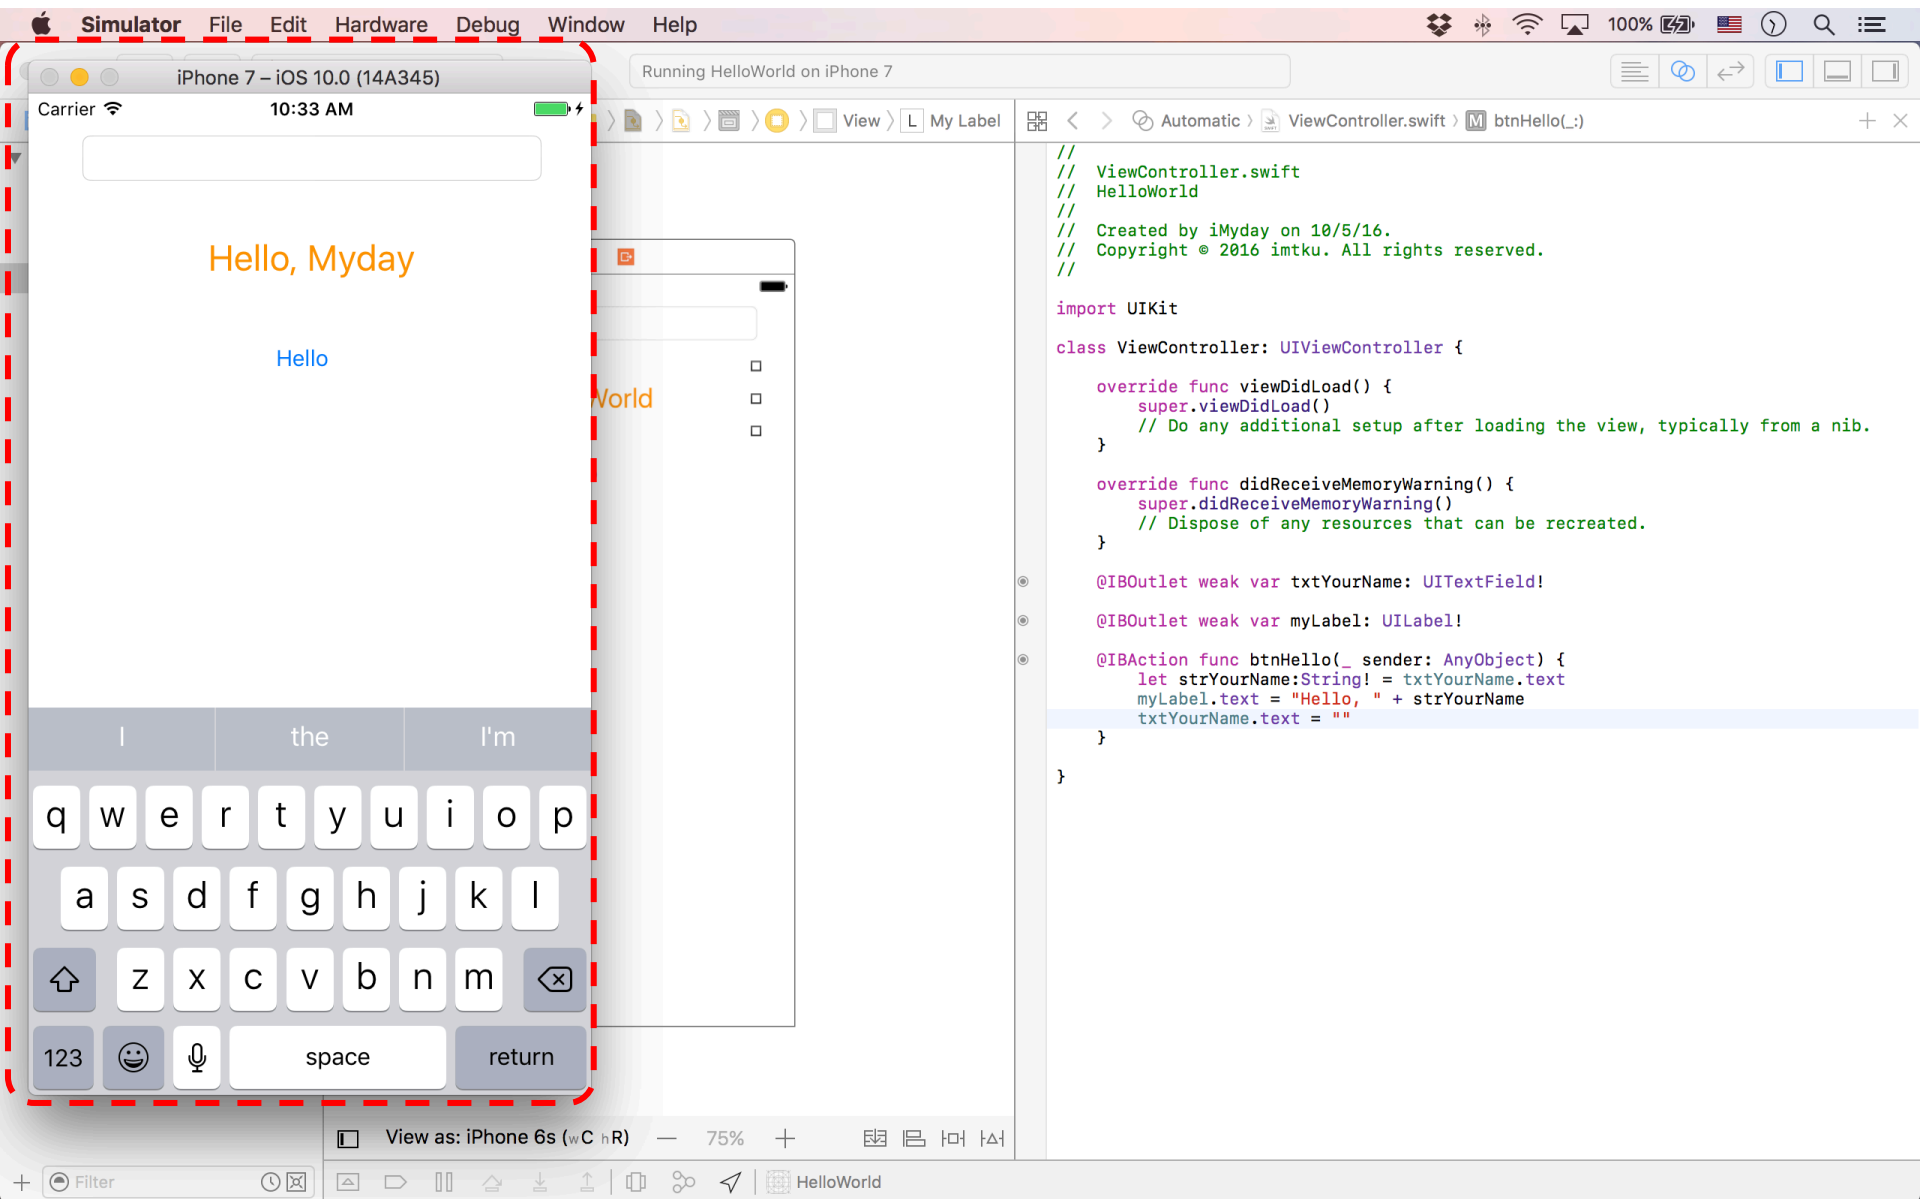 Simulator File Edit Hardware Debug Window Help 100%
iPhone 7 – iOS 10.0 (14A345)
Running HelloWorld on iPhone 7
Carrier 10:33 AM
View L My Label
Automatic ViewController.swift M btnHello(_:)
Hello, Myday
Hello
World
I the I'm
q w e r t y u i o p
a s d f g h j k l
z x c v b n m
123 space return
//
// ViewController.swift
// HelloWorld
//
// Created by iMyday on 10/5/16.
// Copyright © 2016 imtku. All rights reserved.
//
import UIKit
class ViewController: UIViewController {
override func viewDidLoad() {
super.viewDidLoad()
// Do any additional setup after loading the view, typically from a nib.
}
override func didReceiveMemoryWarning() {
super.didReceiveMemoryWarning()
// Dispose of any resources that can be recreated.
}
@IBOutlet weak var txtYourName: UITextField!
@IBOutlet weak var myLabel: UILabel!
@IBAction func btnHello(_ sender: AnyObject) {
let strYourName:String! = txtYourName.text
myLabel.text = "Hello, " + strYourName
txtYourName.text = ""
}
}
View as: iPhone 6s (wC hR) — 75% +
Filter
HelloWorld